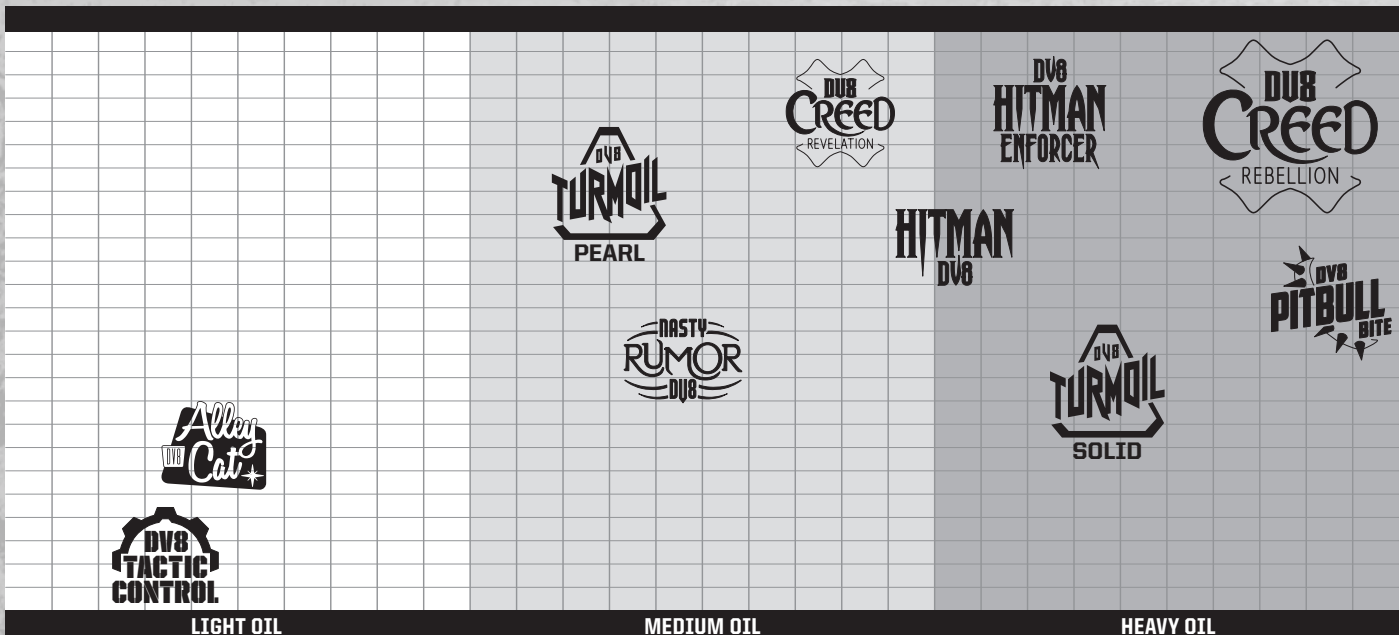 DV8
CREED
REVELATION
DV8
HITMAN
ENFORCER
DV8
CREED
REBELLION
DV8
TURMOIL
PEARL
HITMAN
DV8
DV8
PITBULL
BITE
NASTY
RUMOR
DV8
DV8
TURMOIL
SOLID
Alley
DV8
Cat
DV8
TACTIC
CONTROL
LIGHT OIL
MEDIUM OIL
HEAVY OIL